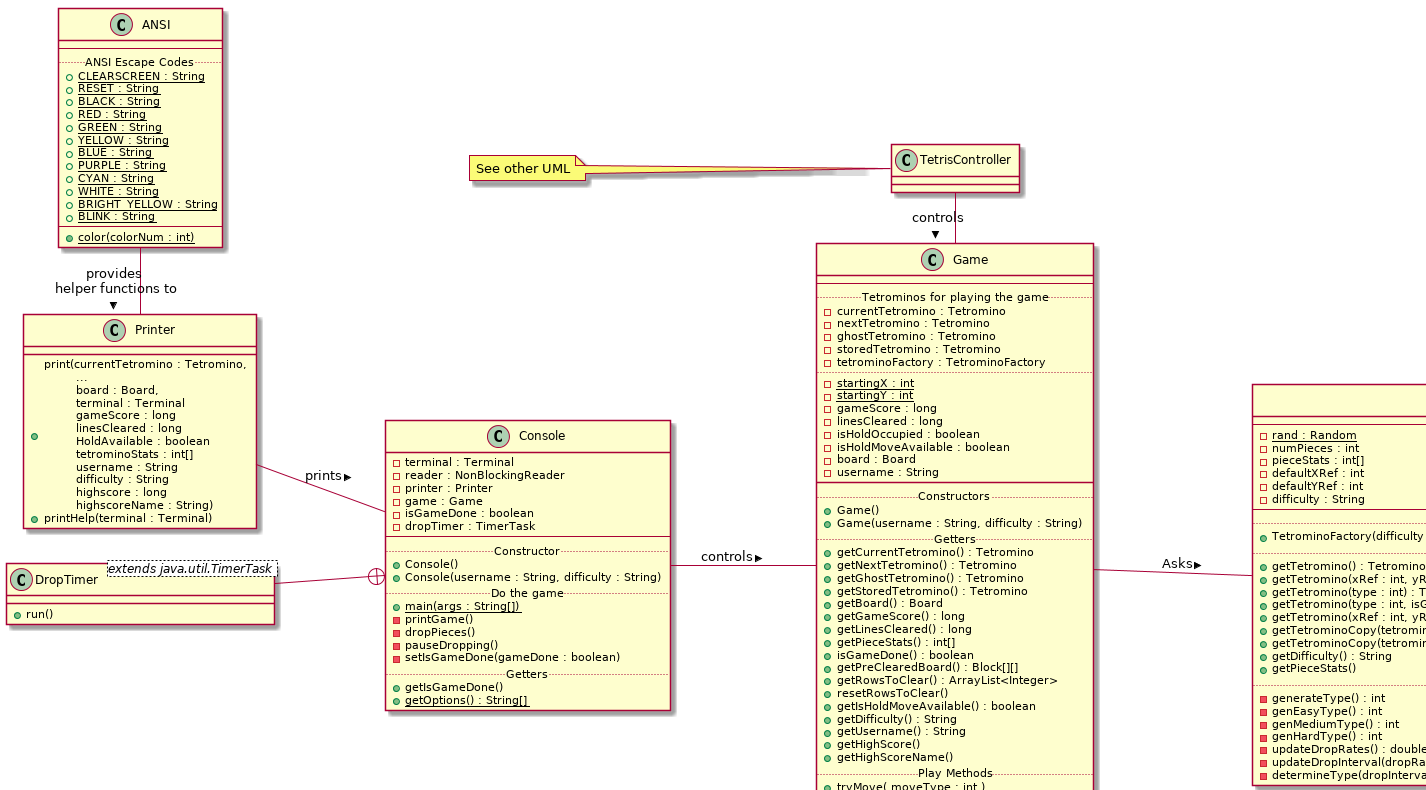 C ANSI
ANSI Escape Codes
CLEARSCREEN : String
RESET : String
BLACK : String
RED : String
GREEN : String
YELLOW : String
BLUE : String
PURPLE : String
CYAN : String
WHITE : String
BRIGHT_YELLOW : String
BLINK : String
color(colorNum : int)
provides
helper functions to
C Printer
print(currentTetromino : Tetromino,
...
board : Board,
terminal : Terminal
gameScore : long
linesCleared : long
HoldAvailable : boolean
tetrominoStats : int[]
username : String
difficulty : String
highscore : long
highscoreName : String)
printHelp(terminal : Terminal)
prints
C DropTimer
extends java.util.TimerTask
run()
C Console
terminal : Terminal
reader : NonBlockingReader
printer : Printer
game : Game
isGameDone : boolean
dropTimer : TimerTask
Constructor
Console()
Console(username : String, difficulty : String)
Do the game
main(args : String[])
printGame()
dropPieces()
pauseDropping()
setIsGameDone(gameDone : boolean)
Getters
getIsGameDone()
getOptions() : String[]
controls
See other UML
C TetrisController
controls
C Game
Tetrominos for playing the game
currentTetromino : Tetromino
nextTetromino : Tetromino
ghostTetromino : Tetromino
storedTetromino : Tetromino
tetrominoFactory : TetrominoFactory
startingX : int
startingY : int
gameScore : long
linesCleared : long
isHoldOccupied : boolean
isHoldMoveAvailable : boolean
board : Board
username : String
Constructors
Game()
Game(username : String, difficulty : String)
Getters
getCurrentTetromino() : Tetromino
getNextTetromino() : Tetromino
getGhostTetromino() : Tetromino
getStoredTetromino() : Tetromino
getBoard() : Board
getGameScore() : long
getLinesCleared() : long
getPieceStats() : int[]
isGameDone() : boolean
getPreClearedBoard() : Block[][]
getRowsToClear() : ArrayList<Integer>
resetRowsToClear()
getIsHoldMoveAvailable() : boolean
getDifficulty() : String
getUsername() : String
getHighScore()
getHighScoreName()
Play Methods
tryMove( moveType : int )
Asks
rand : Random
numPieces : int
pieceStats : int[]
defaultXRef : int
defaultYRef : int
difficulty : String
TetrominoFactory(difficulty
getTetromino() : Tetromino
getTetromino(xRef : int, yR
getTetromino(type : int) : T
getTetromino(type : int, isG
getTetromino(xRef : int, yR
getTetrominoCopy(tetromin
getTetrominoCopy(tetromin
getDifficulty() : String
getPieceStats()
generateType() : int
genEasyType() : int
genMediumType() : int
genHardType() : int
updateDropRates() : double
updateDropInterval(dropRa
determineType(dropInterva